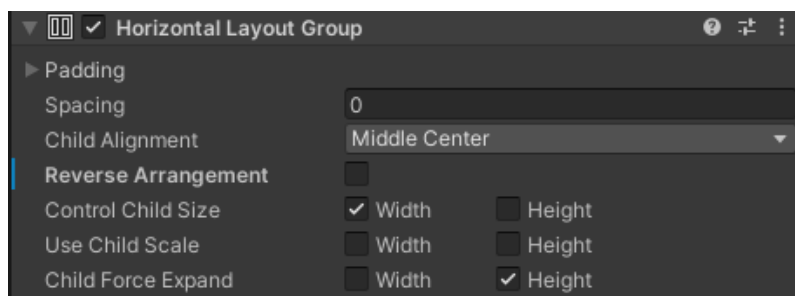 Horizontal Layout Group
Padding
Spacing 0
Child Alignment Middle Center
Reverse Arrangement
Control Child Size Width Height
Use Child Scale Width Height
Child Force Expand Width Height